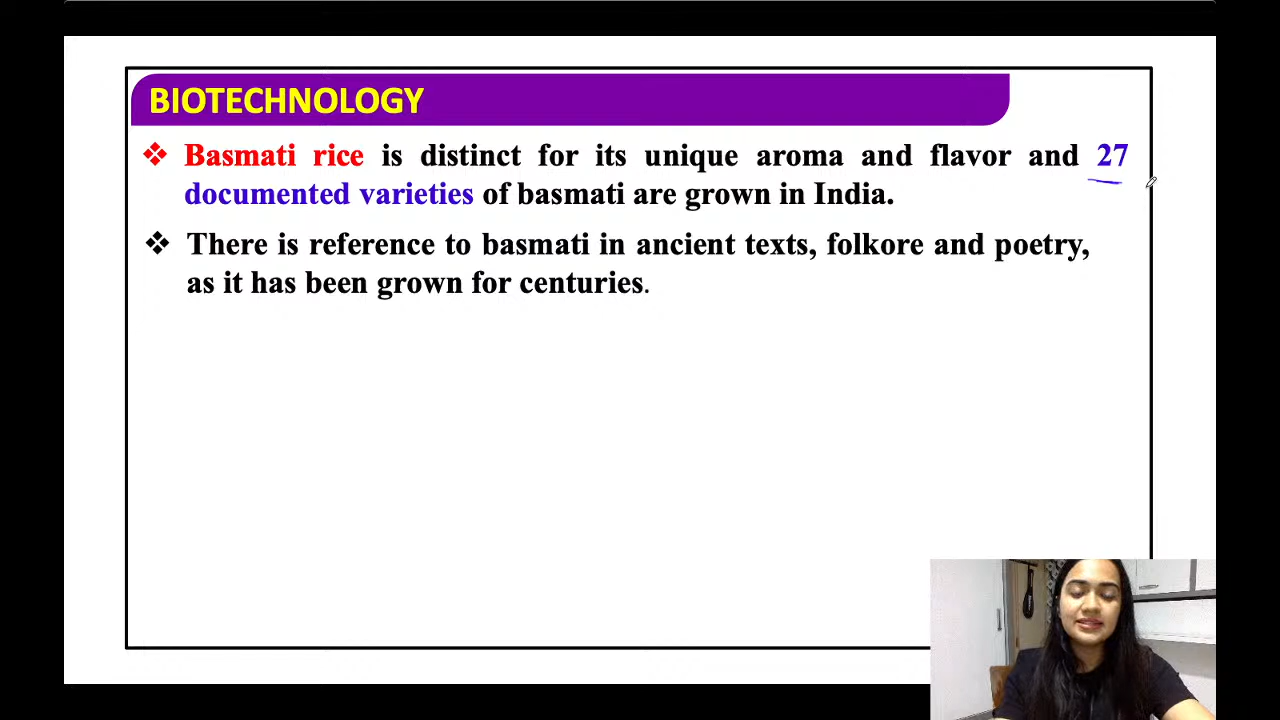 BIOTECHNOLOGY
❖ Basmati rice is distinct for its unique aroma and flavor and 27
documented varieties of basmati are grown in India.
❖ There is reference to basmati in ancient texts, folkore and poetry,
as it has been grown for centuries.